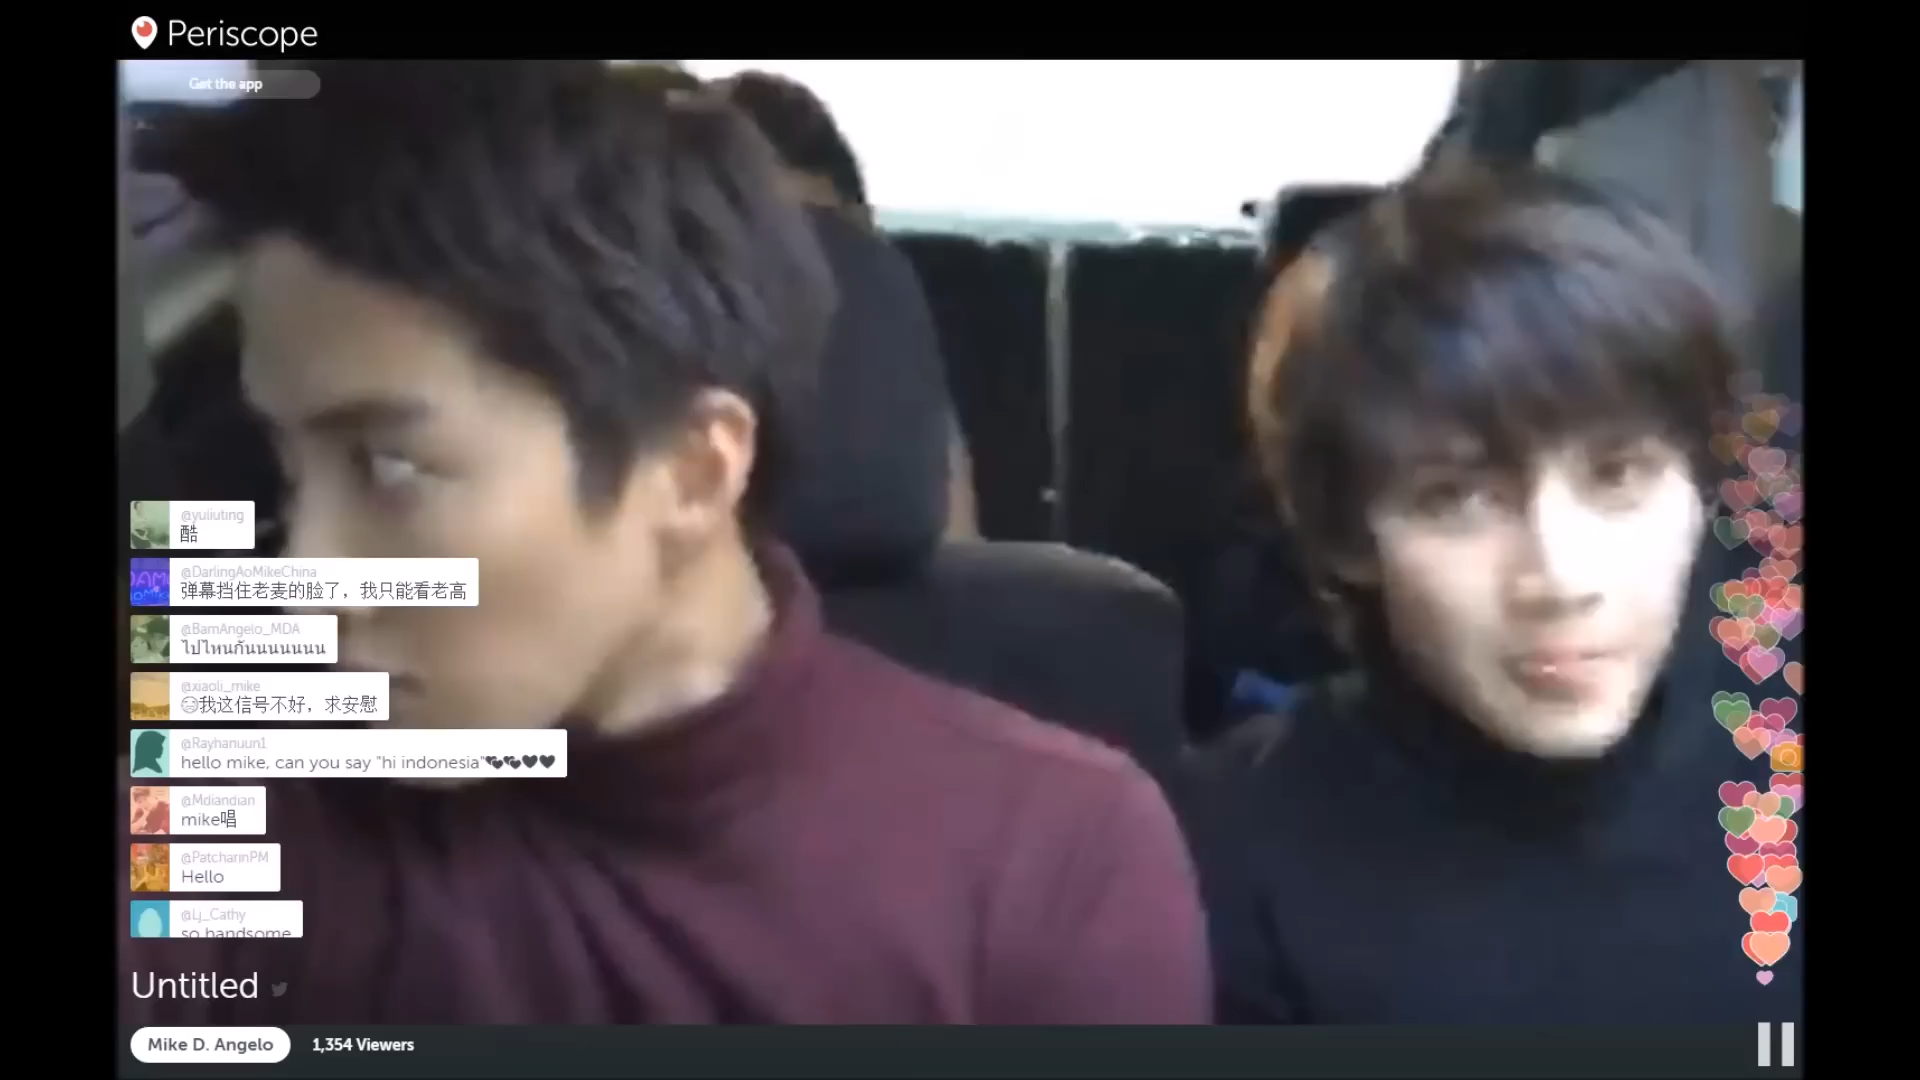 Periscope
Get the app
@yuiiuting
酷
@DarlingAoMikeChina
弹幕挡住老麦的脸了，我只能看老高
@BamAngelo_MDA
ไปไหนกันนนนนนนน
@xiaoli_mike
😑我这信号不好，求安慰
@Rayhanuun1
hello mike, can you say "hi indonesia"💕💕❤❤
@Mdiandian
mike唱
@PatcharinPM
Hello
@Lj_Cathy
so handsome
Untitled
Mike D. Angelo
1,354 Viewers